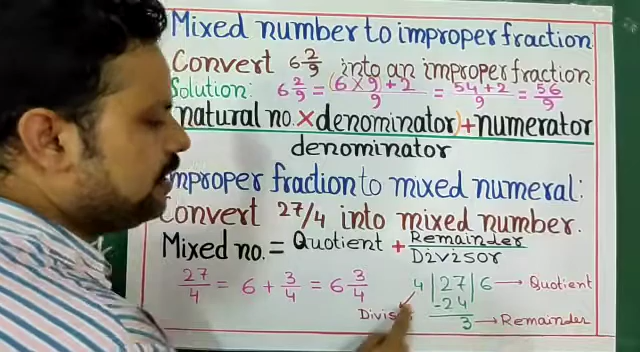 Mixed number to improper fraction
Convert 6 2/9 into an improper fraction.
Solution: 6 2/9 = (6 × 9) + 2 / 9 = 54 + 2 / 9 = 56/9
(natural no. × denominator) + numerator
denominator
mproper fraction to mixed numeral:
Convert 27/4 into mixed number.
Mixed no. = Quotient + Remainder / Divisor
27/4 = 6 + 3/4 = 6 3/4
4 | 27 | 6 → Quotient
-24
3 → Remainder